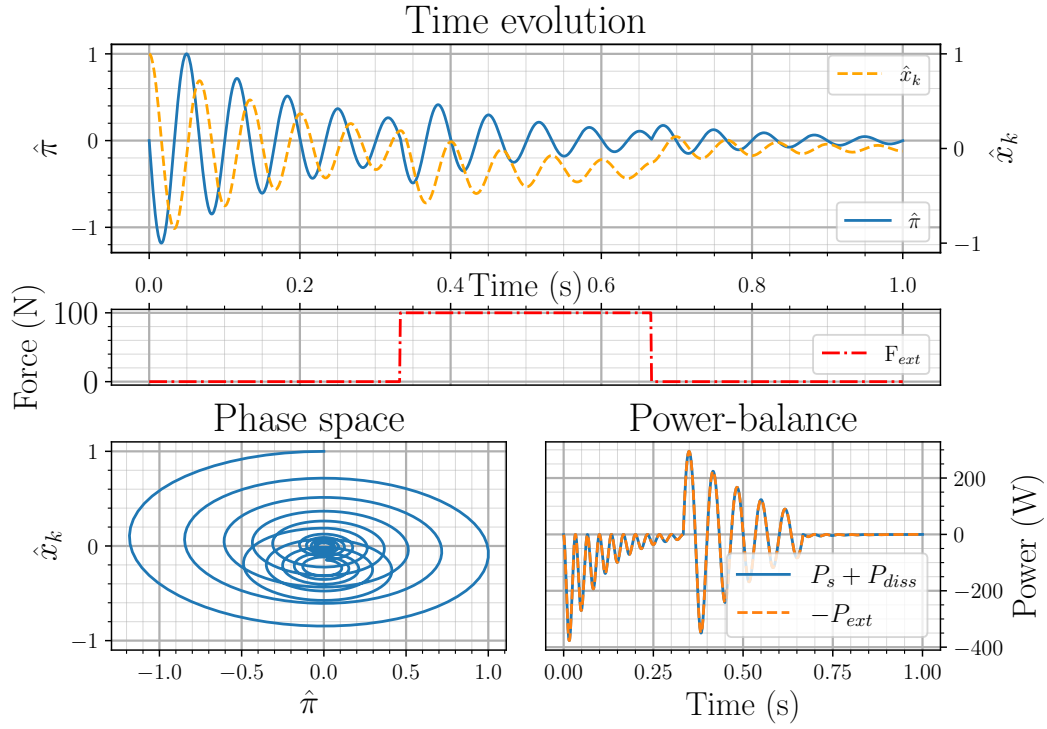 Time evolution
1
0
−1
π̂
1
0
−1
x̂_k
x̂_k
π̂
0.0 0.2 0.4 0.6 0.8 1.0
Time (s)
Force (N)
100
0
F_ext
Phase space
1
0
−1
x̂_k
−1.0 −0.5 0.0 0.5 1.0
π̂
Power-balance
200
0
−200
−400
Power (W)
P_s + P_diss
−P_ext
0.00 0.25 0.50 0.75 1.00
Time (s)